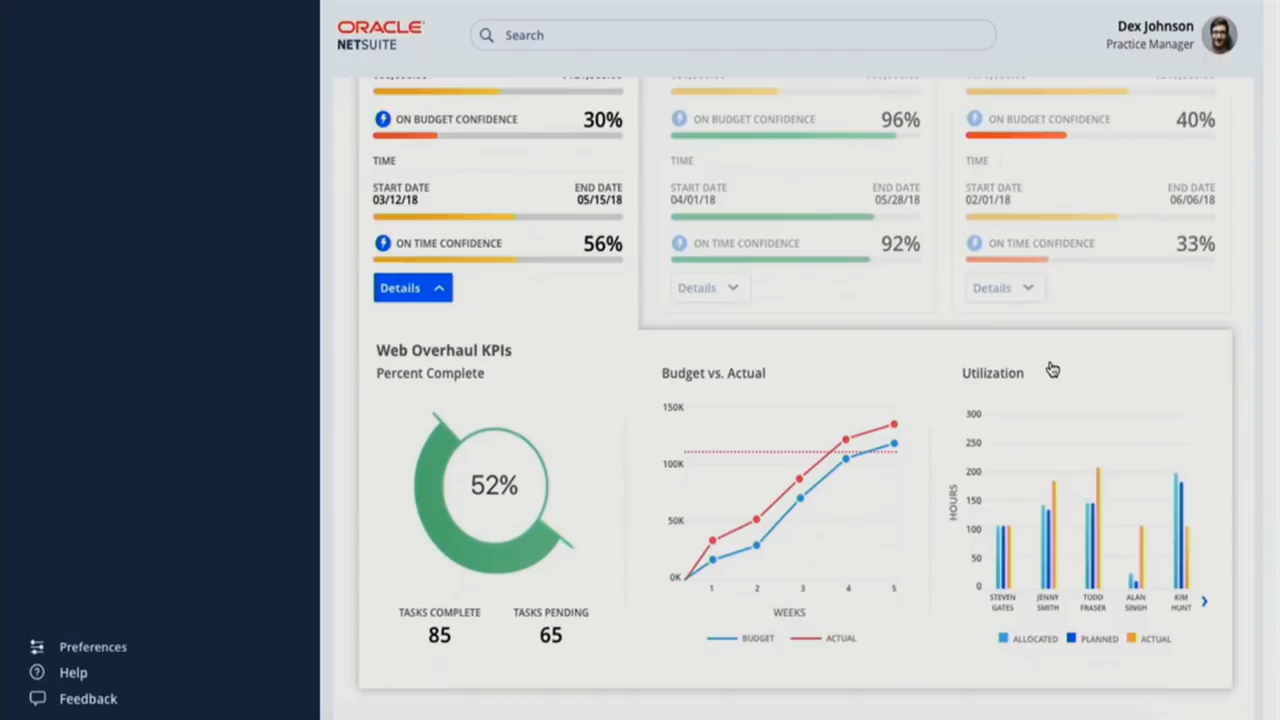 ORACLE
NETSUITE
Search
Dex Johnson
Practice Manager
ON BUDGET CONFIDENCE 30%
TIME
START DATE END DATE
03/12/18 05/15/18
ON TIME CONFIDENCE 56%
Details
ON BUDGET CONFIDENCE 96%
TIME
START DATE END DATE
04/01/18 05/28/18
ON TIME CONFIDENCE 92%
Details
ON BUDGET CONFIDENCE 40%
TIME
START DATE END DATE
02/01/18 06/06/18
ON TIME CONFIDENCE 33%
Details
Web Overhaul KPIs
Percent Complete
52%
TASKS COMPLETE TASKS PENDING
85 65
Budget vs. Actual
150K
100K
50K
0K
1 2 3 4 5
WEEKS
BUDGET ACTUAL
Utilization
HOURS
300
250
200
150
100
50
0
STEVEN GATES
JENNY SMITH
TODD FRASER
ALAN SINGH
KIM HUNT
ALLOCATED PLANNED ACTUAL
Preferences
Help
Feedback